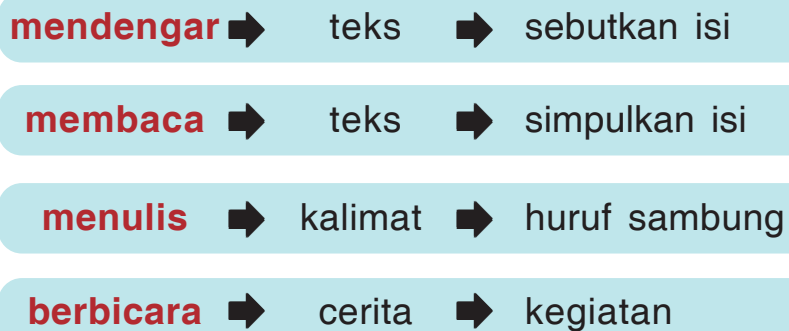 mendengar ➡ teks ➡ sebutkan isi
membaca ➡ teks ➡ simpulkan isi
menulis ➡ kalimat ➡ huruf sambung
berbicara ➡ cerita ➡ kegiatan